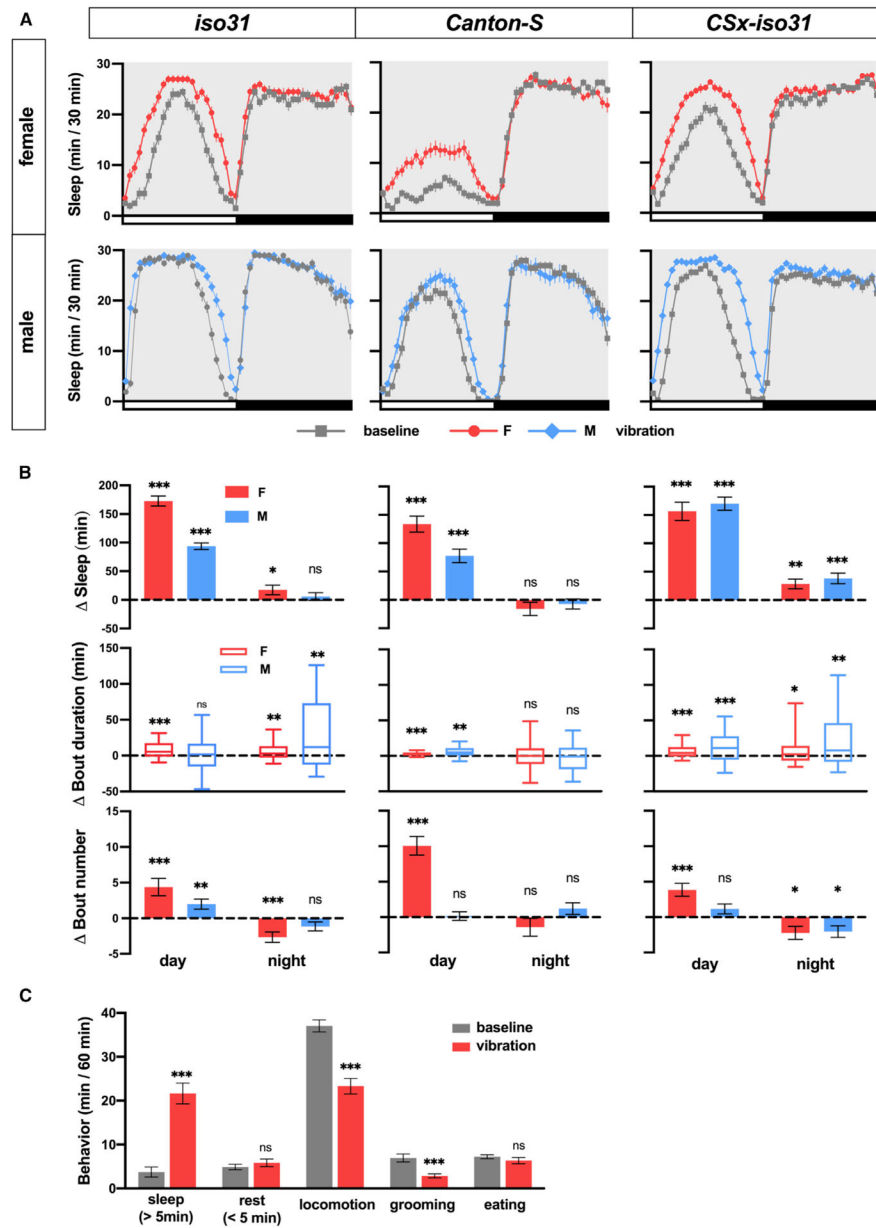 A
iso31 Canton-S CSx-iso31
female
Sleep (min / 30 min)
30
20
10
0
male
Sleep (min / 30 min)
30
20
10
0
baseline F M vibration
B
Δ Sleep (min)
200
150
100
50
0
-50
F
M
*** *** * ns
*** *** ns ns
*** *** ** ***
Δ Bout duration (min)
150
100
50
0
-50
F
M
*** ns ** **
*** ** ns ns
*** *** * **
Δ Bout number
15
10
5
0
-5
*** ** *** ns
*** ns ns ns
*** ns * *
day night day night day night
C
Behavior (min / 60 min)
40
30
20
10
0
baseline
vibration
*** ns *** *** ns
sleep rest locomotion grooming eating
(> 5min) (< 5 min)